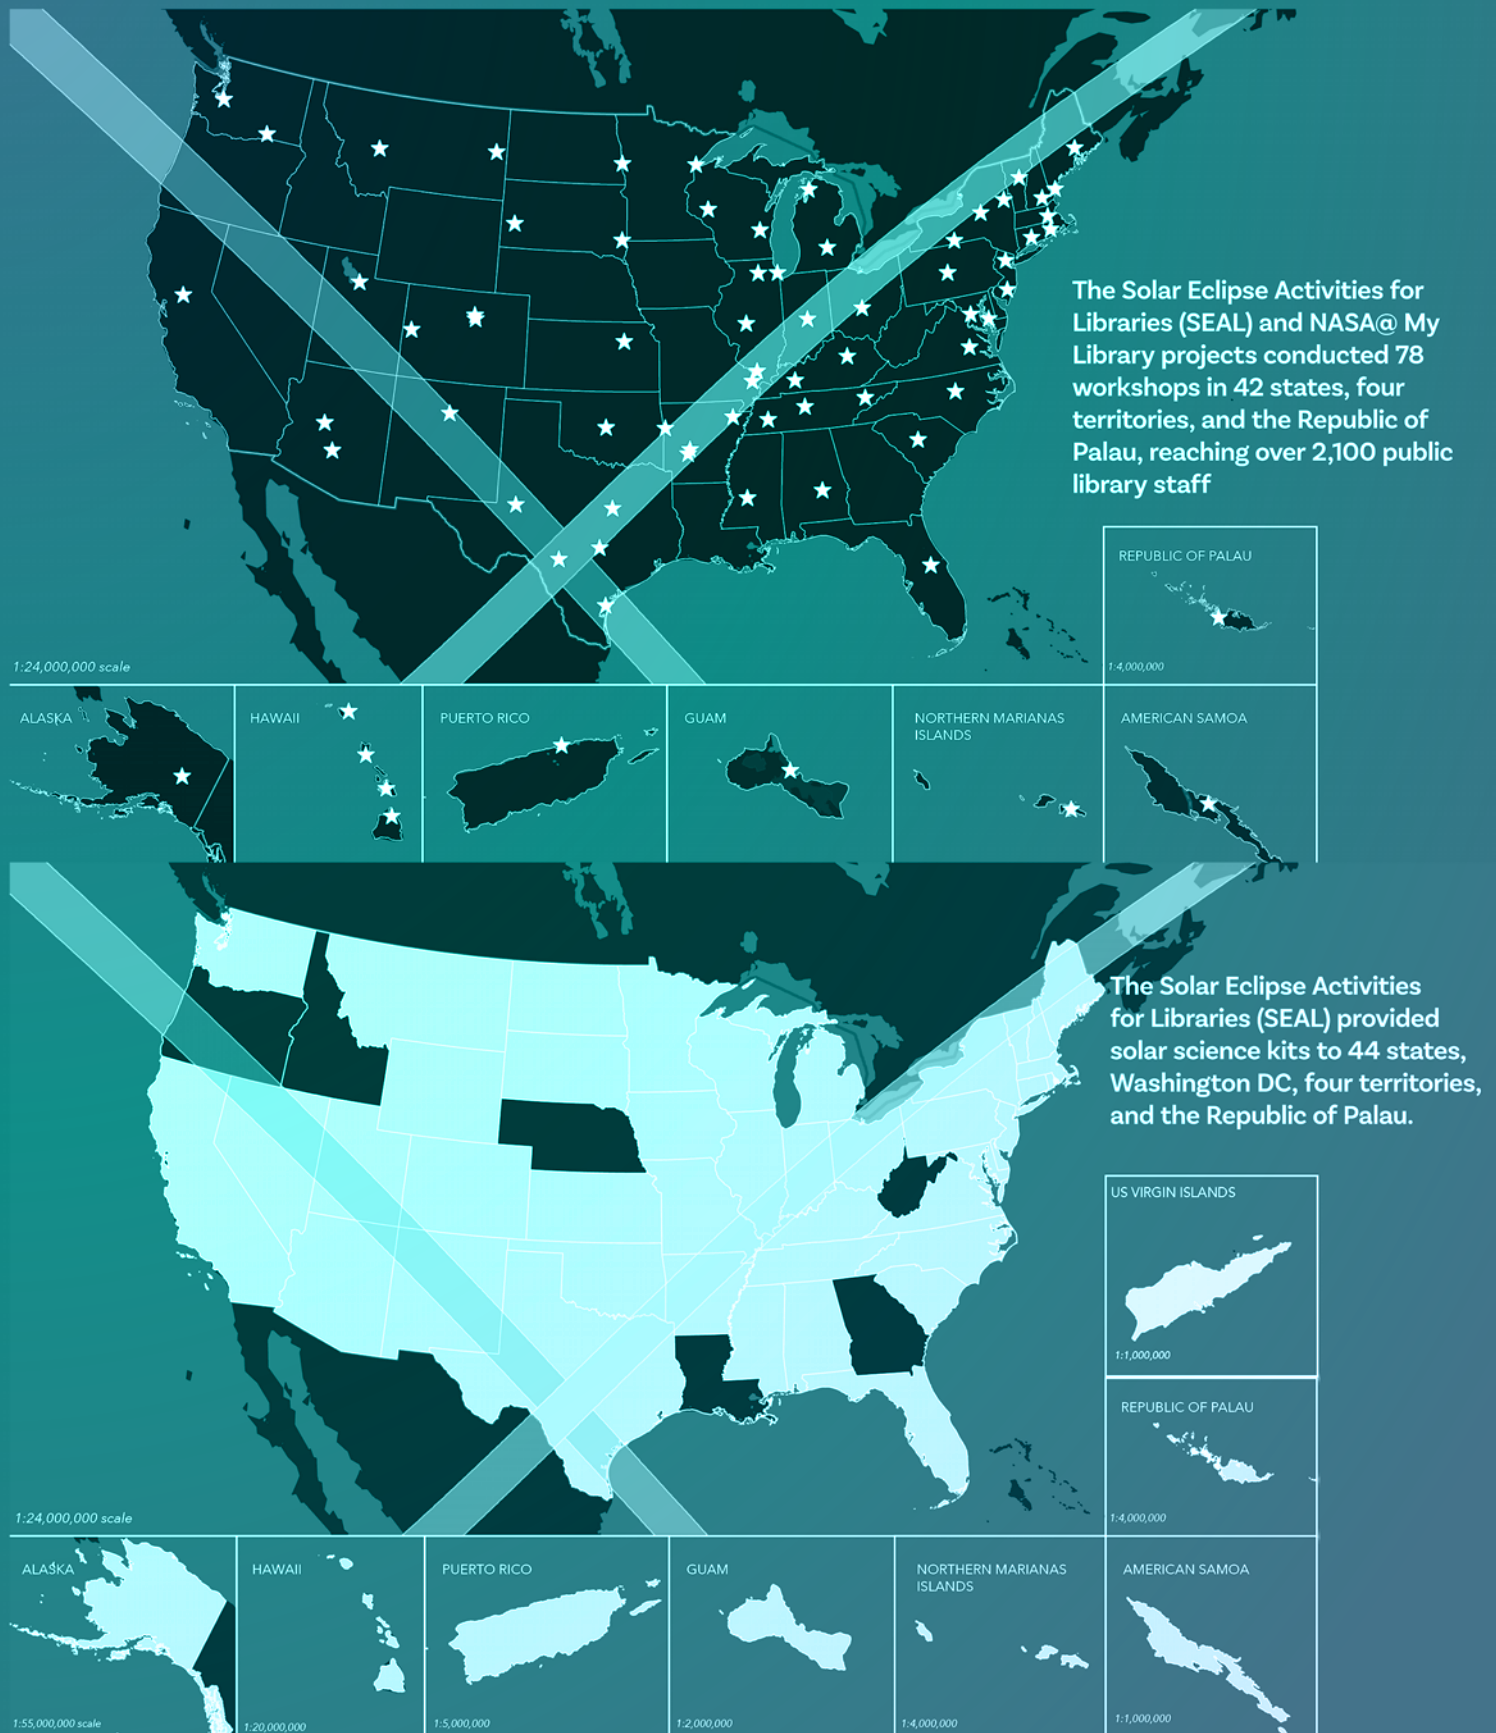 The Solar Eclipse Activities for
Libraries (SEAL) and NASA@ My
Library projects conducted 78
workshops in 42 states, four
territories, and the Republic of
Palau, reaching over 2,100 public
library staff
REPUBLIC OF PALAU
1:4,000,000
1:24,000,000 scale
ALASKA
HAWAII
PUERTO RICO
GUAM
NORTHERN MARIANAS
ISLANDS
AMERICAN SAMOA
The Solar Eclipse Activities
for Libraries (SEAL) provided
solar science kits to 44 states,
Washington DC, four territories,
and the Republic of Palau.
US VIRGIN ISLANDS
1:1,000,000
REPUBLIC OF PALAU
1:4,000,000
1:24,000,000 scale
ALASKA
1:55,000,000 scale
HAWAII
1:20,000,000
PUERTO RICO
1:5,000,000
GUAM
1:2,000,000
NORTHERN MARIANAS
ISLANDS
1:4,000,000
AMERICAN SAMOA
1:1,000,000